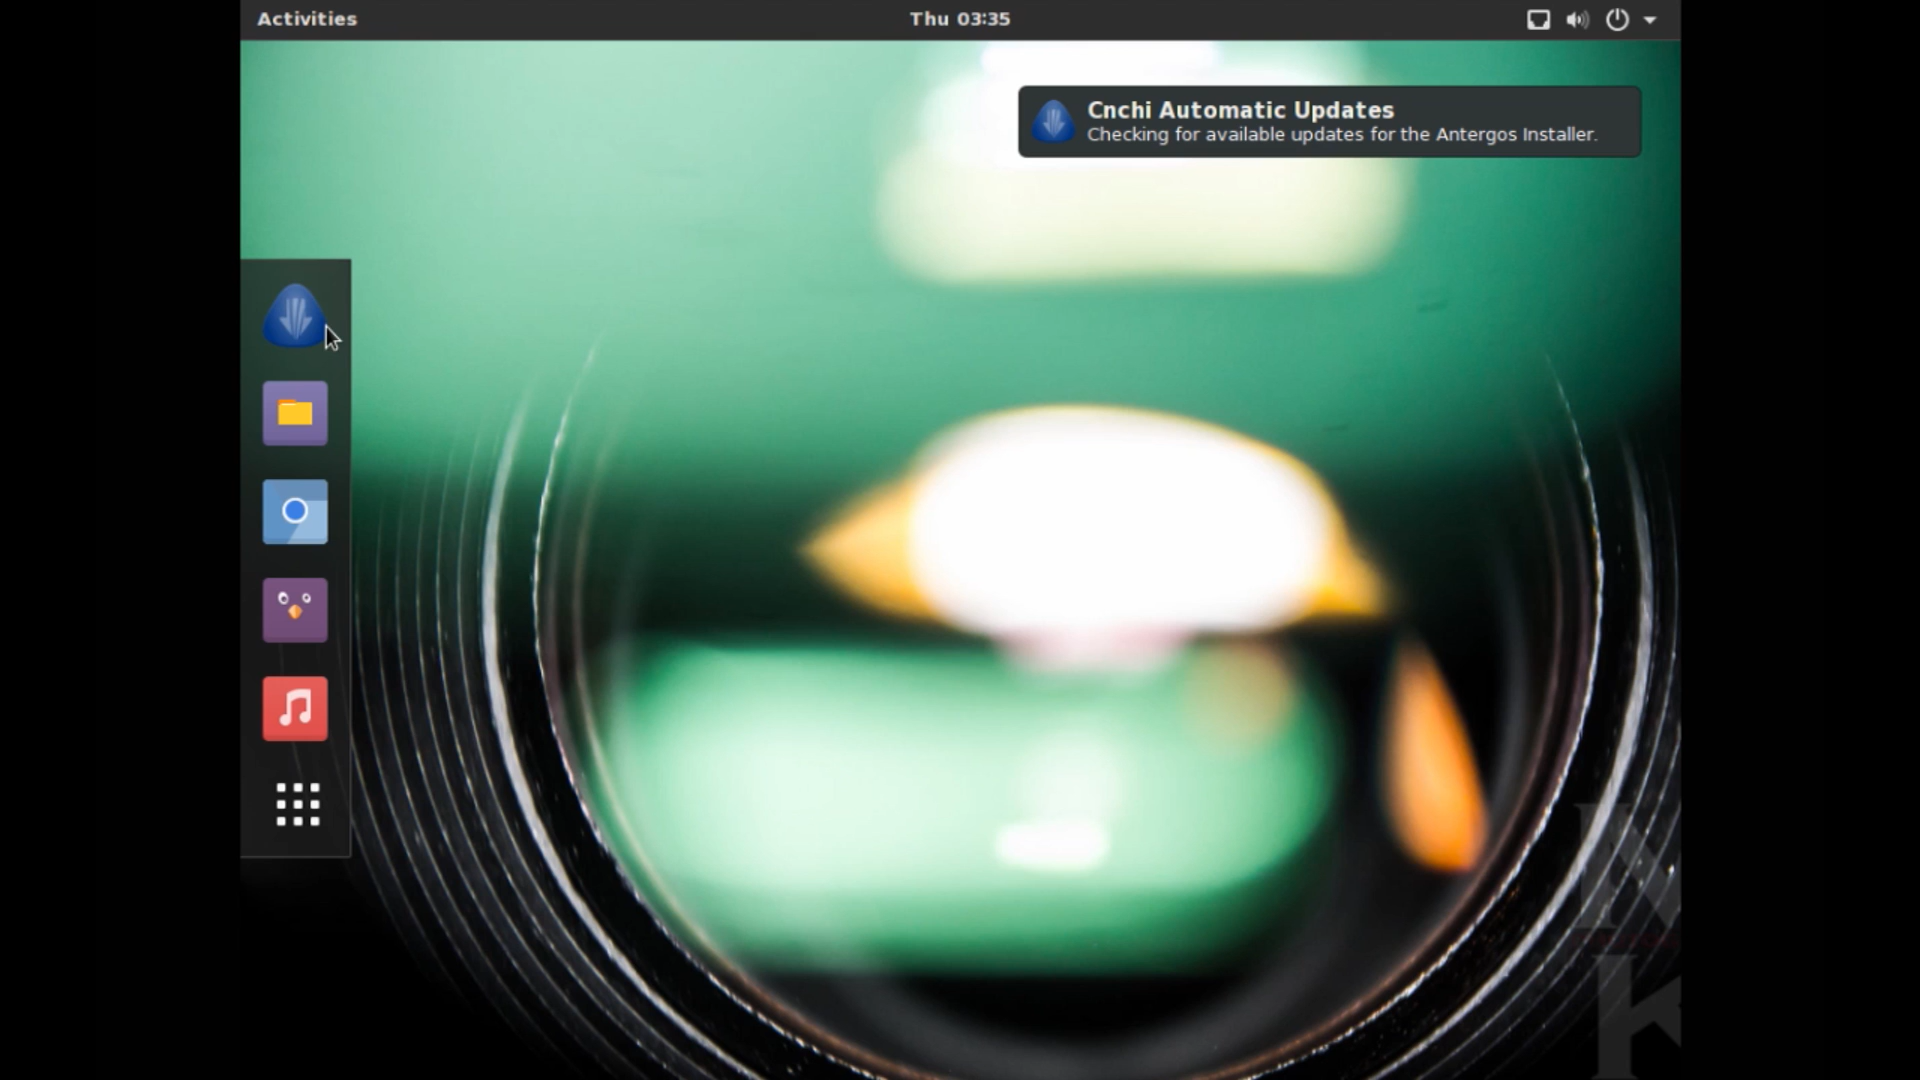 Activities
Thu 03:35
Cnchi Automatic Updates
Checking for available updates for the Antergos Installer.